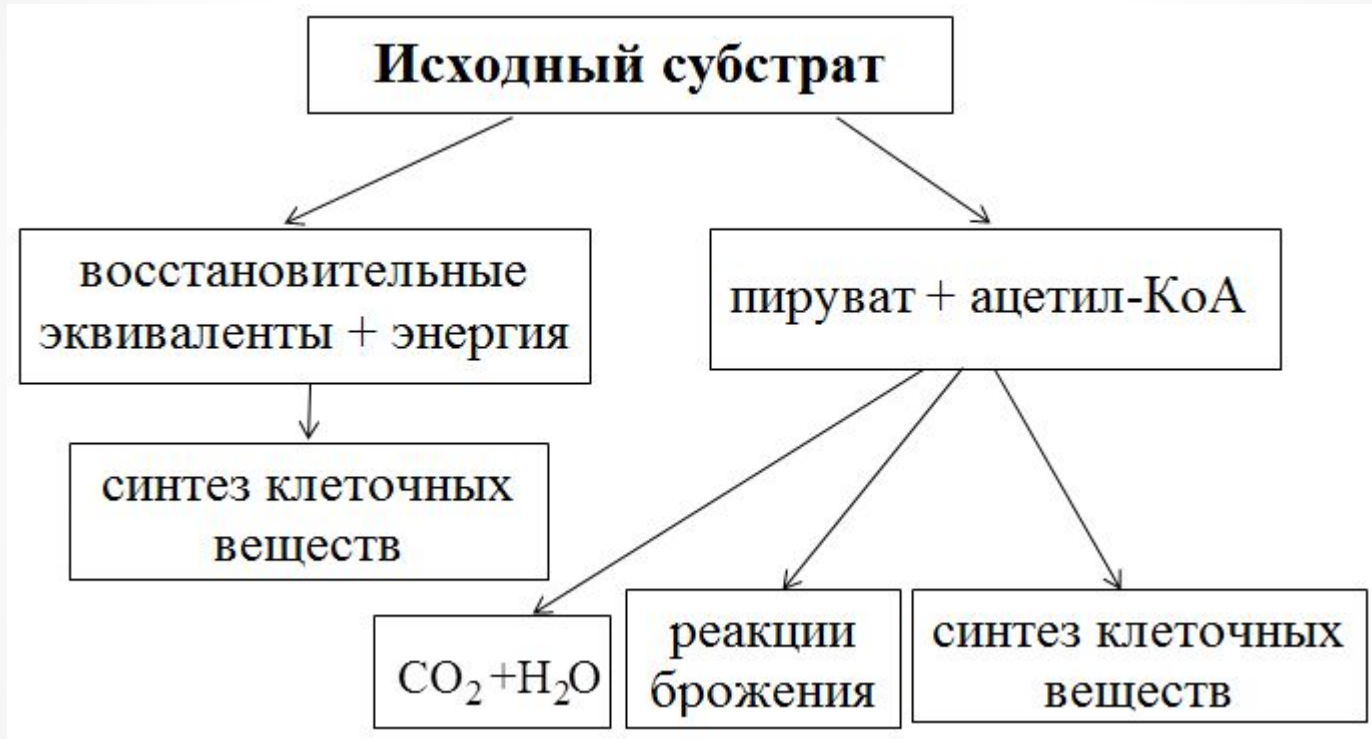 Исходный субстрат
восстановительные
эквиваленты + энергия
пируват + ацетил-КоА
синтез клеточных
веществ
CO₂ +H₂O
реакции
брожения
синтез клеточных
веществ